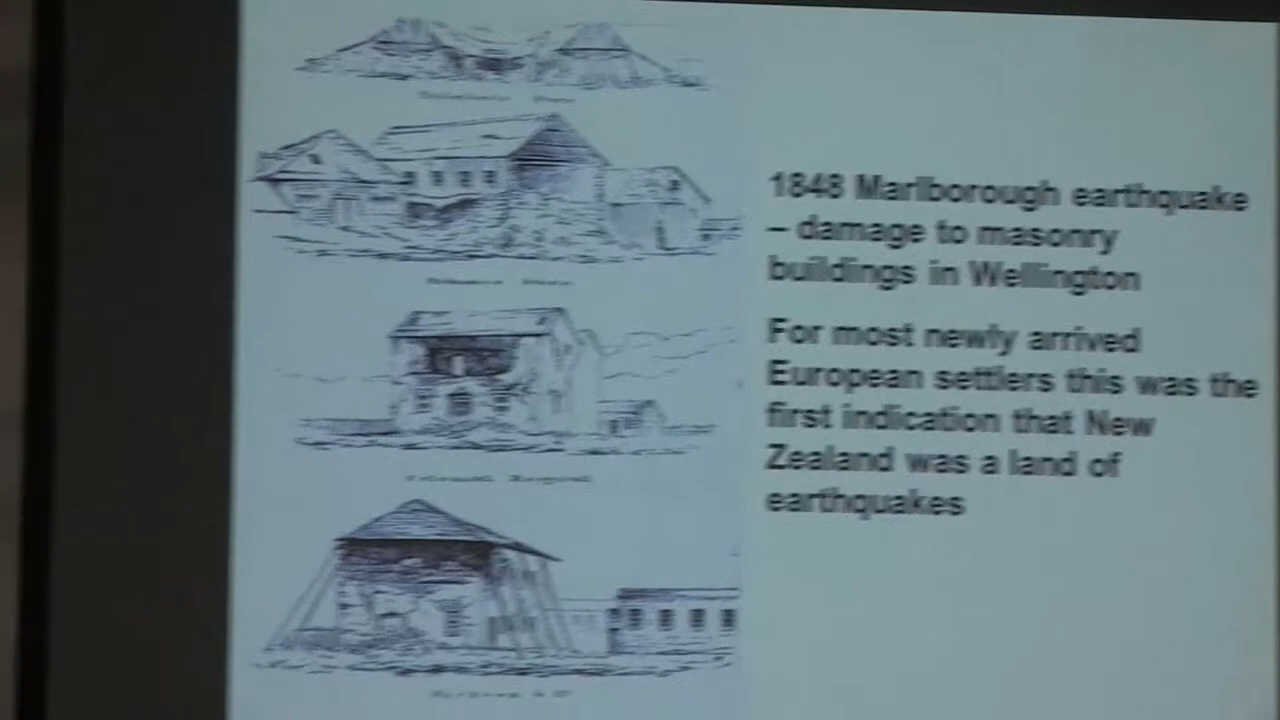 1848 Marlborough earthquake
– damage to masonry
buildings in Wellington
For most newly arrived
European settlers this was the
first indication that New
Zealand was a land of
earthquakes